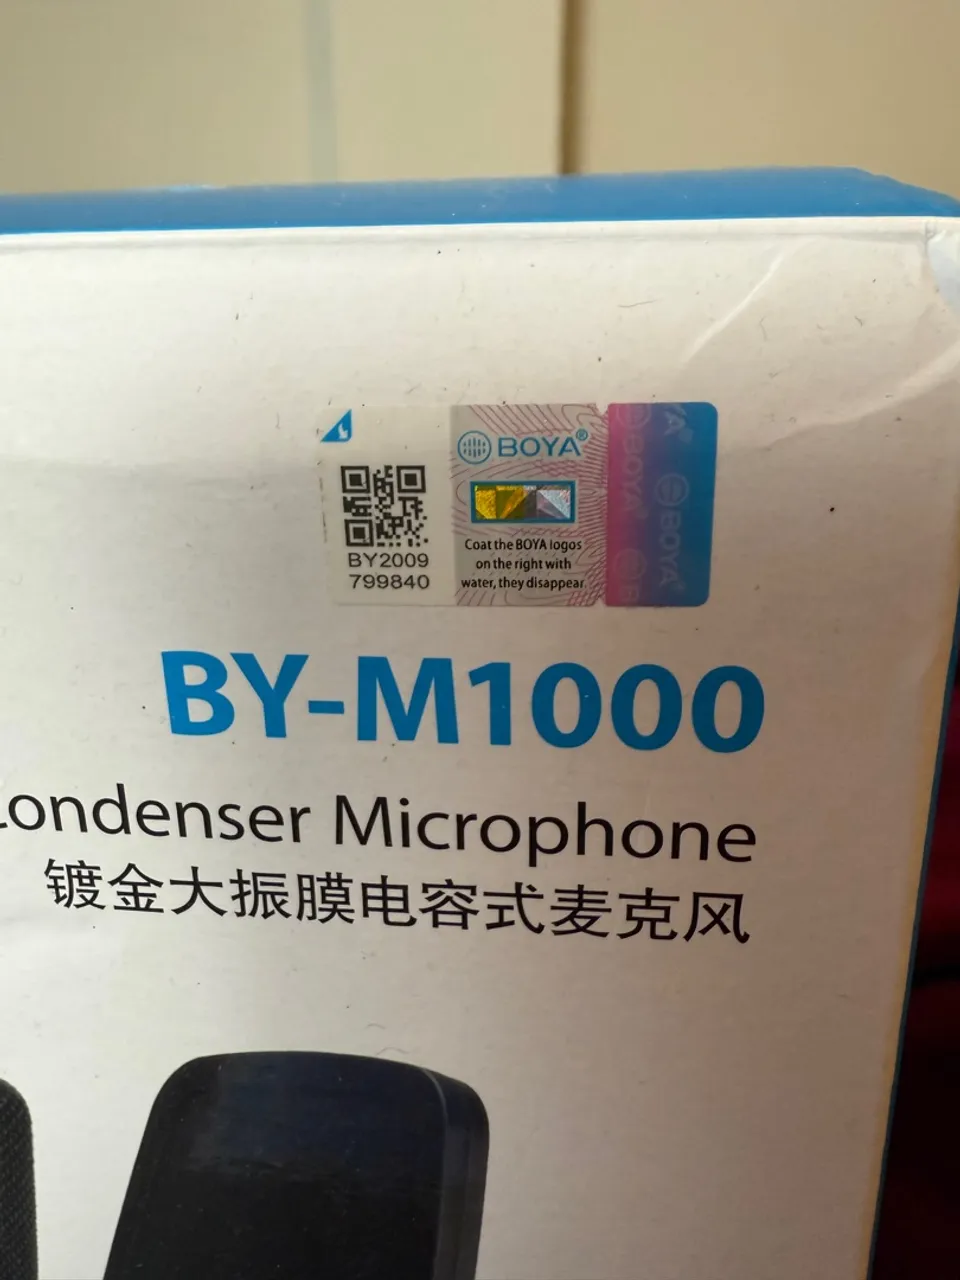 BOYA®
BY2009
799840
Coat the BOYA logos
on the right with
water, they disappear
BOYA
BOYA
BY-M1000
Condenser Microphone
镀金大振膜电容式麦克风